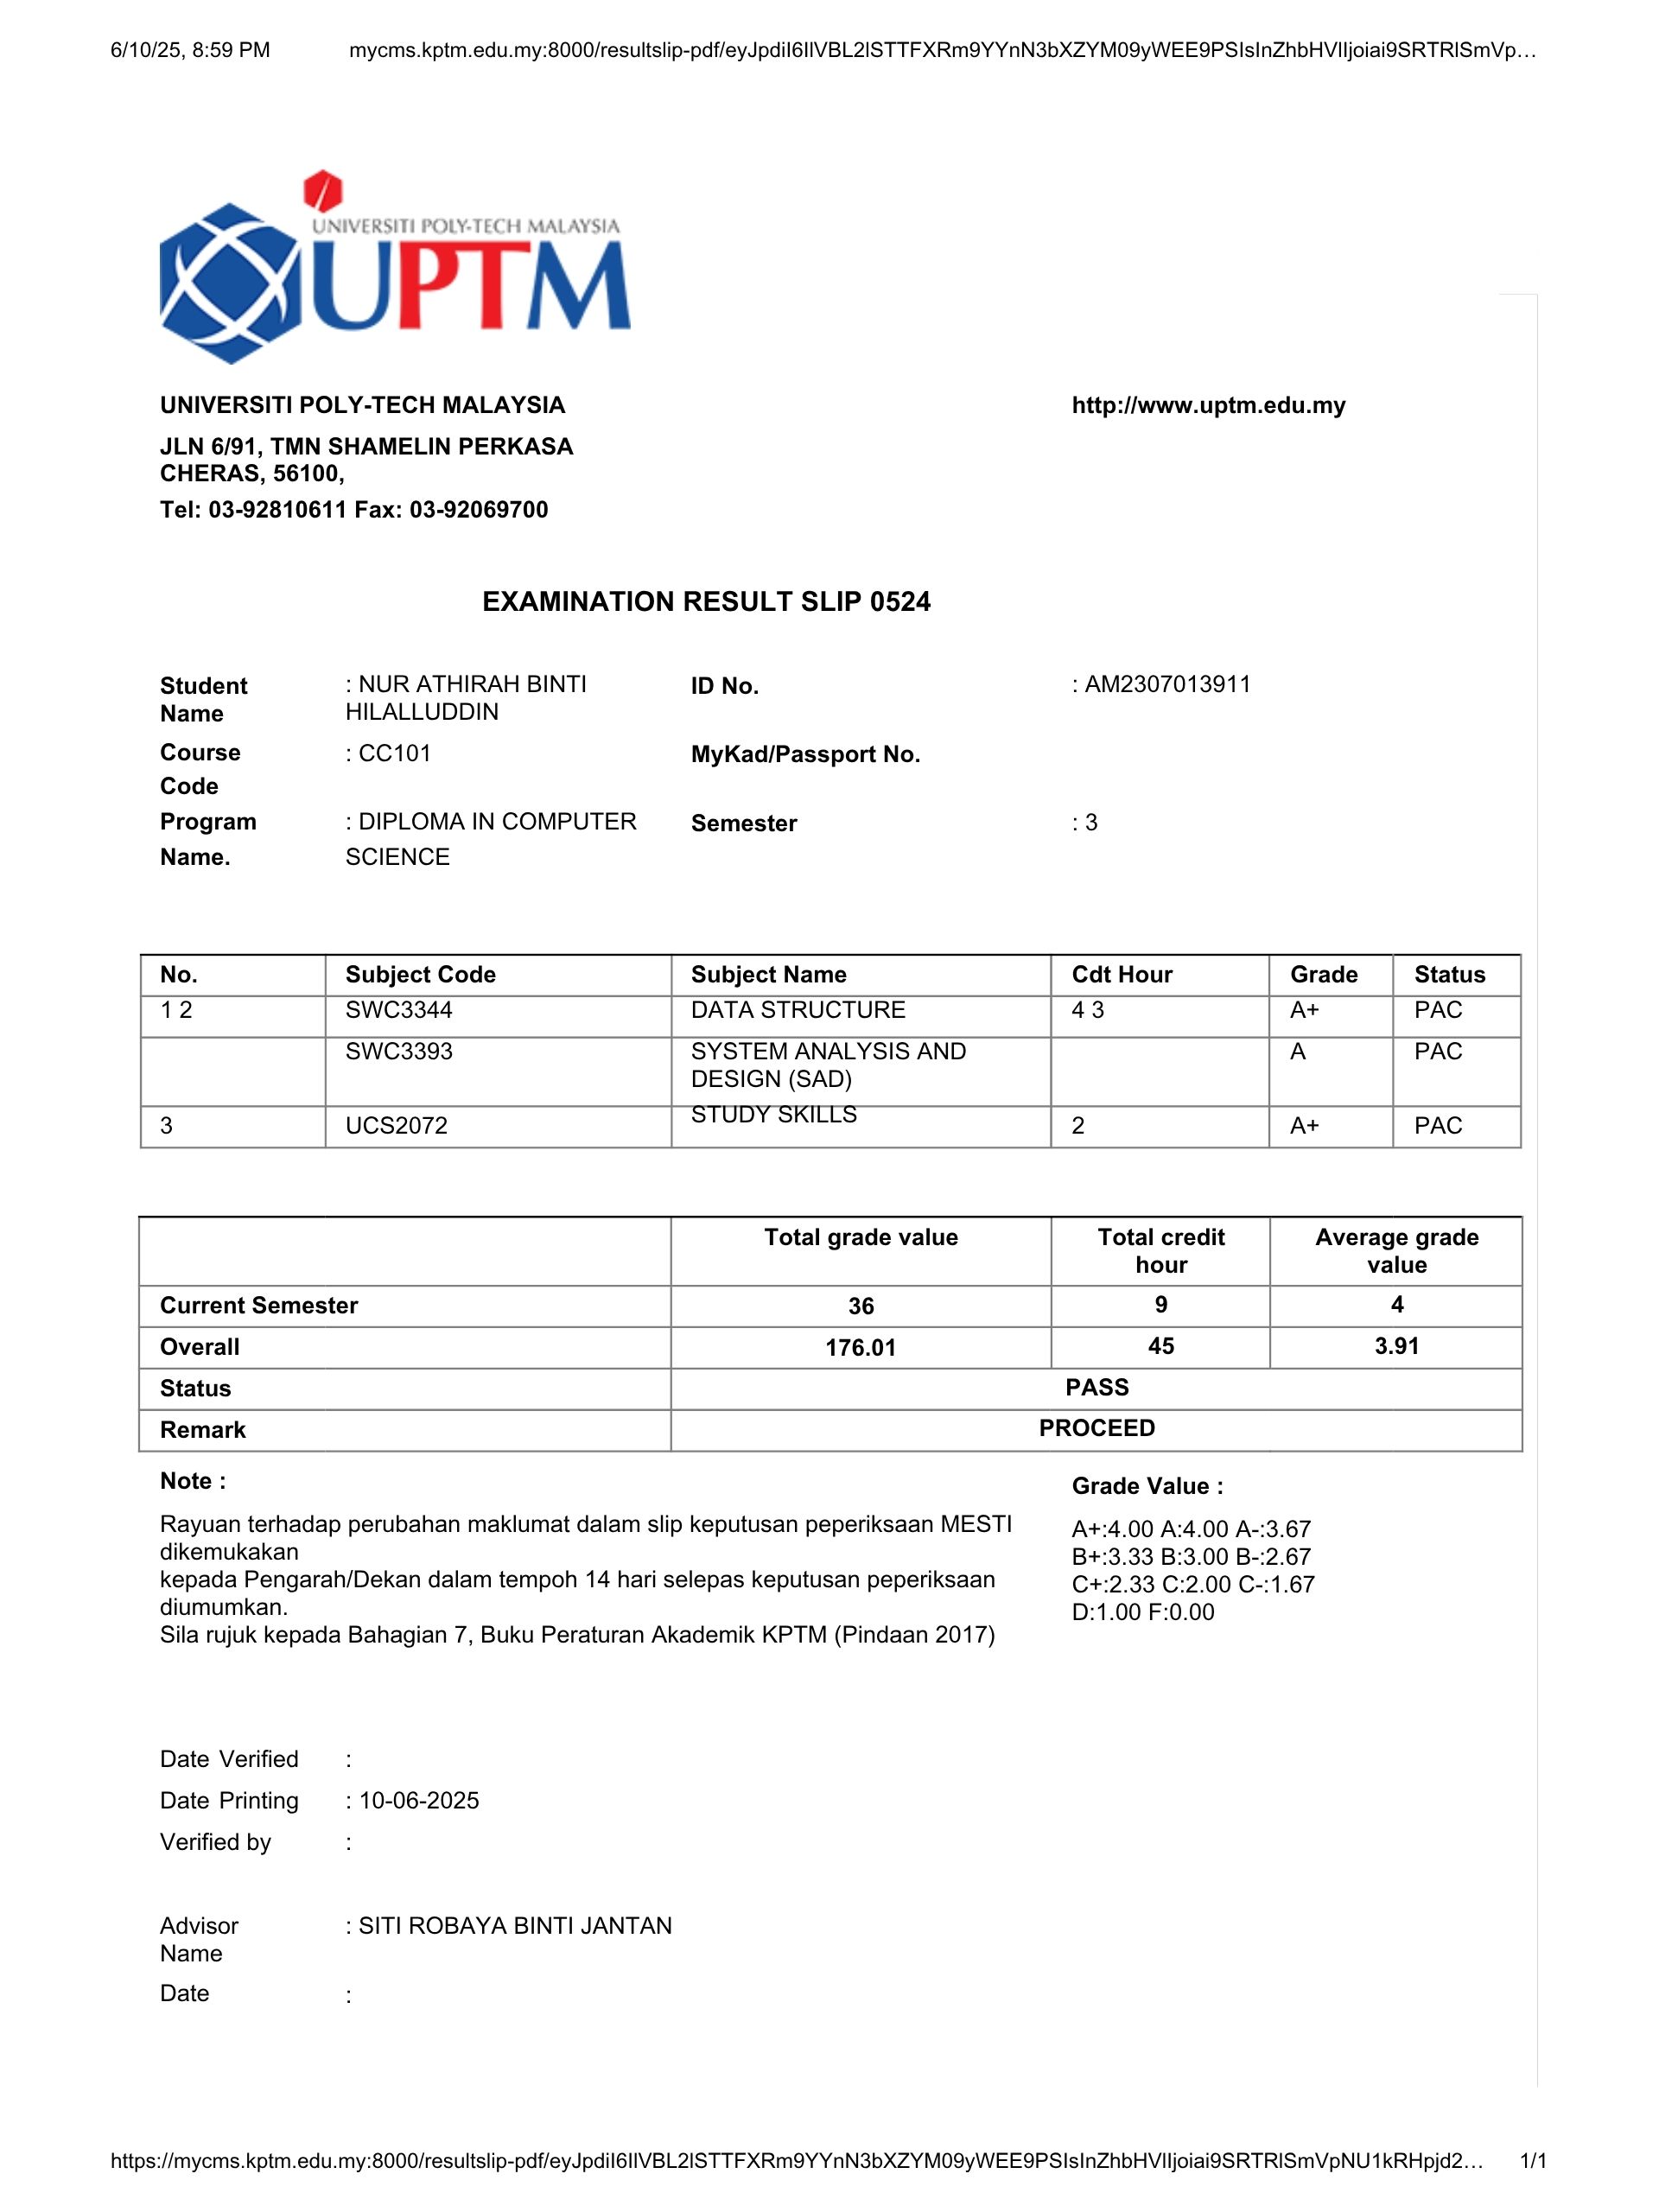 6/10/25, 8:59 PM mycms.kptm.edu.my:8000/resultslip-pdf/eyJpdiI6IlVBL2lSTTFXRm9YYnN3bXZYM09yWEE9PSIsInZhbHVlIjoiai9SRTRlSmVp…
UNIVERSITI POLY-TECH MALAYSIA
UPTM
UNIVERSITI POLY-TECH MALAYSIA http://www.uptm.edu.my
JLN 6/91, TMN SHAMELIN PERKASA
CHERAS, 56100,
Tel: 03-92810611 Fax: 03-92069700
EXAMINATION RESULT SLIP 0524
Student : NUR ATHIRAH BINTI ID No. : AM2307013911
Name HILALLUDDIN
Course : CC101 MyKad/Passport No.
Code
Program : DIPLOMA IN COMPUTER Semester : 3
Name. SCIENCE
No. Subject Code Subject Name Cdt Hour Grade Status
1 2 SWC3344 DATA STRUCTURE 4 3 A+ PAC
SWC3393 SYSTEM ANALYSIS AND A PAC
DESIGN (SAD)
3 UCS2072 STUDY SKILLS 2 A+ PAC
Total grade value Total credit Average grade
hour value
Current Semester 36 9 4
Overall 176.01 45 3.91
Status PASS
Remark PROCEED
Note : Grade Value :
Rayuan terhadap perubahan maklumat dalam slip keputusan peperiksaan MESTI A+:4.00 A:4.00 A-:3.67
dikemukakan B+:3.33 B:3.00 B-:2.67
kepada Pengarah/Dekan dalam tempoh 14 hari selepas keputusan peperiksaan C+:2.33 C:2.00 C-:1.67
diumumkan. D:1.00 F:0.00
Sila rujuk kepada Bahagian 7, Buku Peraturan Akademik KPTM (Pindaan 2017)
Date Verified :
Date Printing : 10-06-2025
Verified by :
Advisor : SITI ROBAYA BINTI JANTAN
Name
Date :
https://mycms.kptm.edu.my:8000/resultslip-pdf/eyJpdiI6IlVBL2lSTTFXRm9YYnN3bXZYM09yWEE9PSIsInZhbHVlIjoiai9SRTRlSmVpNU1kRHpjd2… 1/1